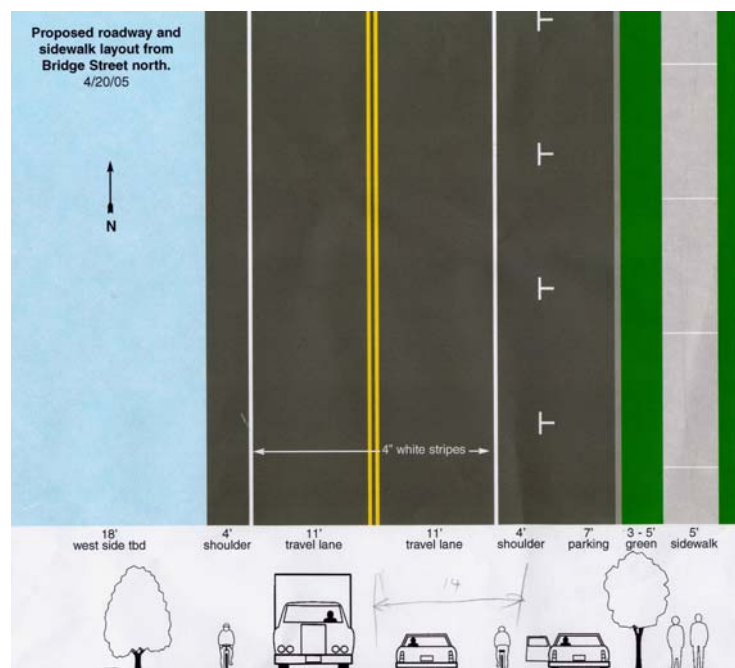 Proposed roadway and
sidewalk layout from
Bridge Street north.
4/20/05
N
4" white stripes
18' 4' 11' 11' 4' 7' 3 - 5' 5'
west side tbd shoulder travel lane travel lane shoulder parking green sidewalk
14